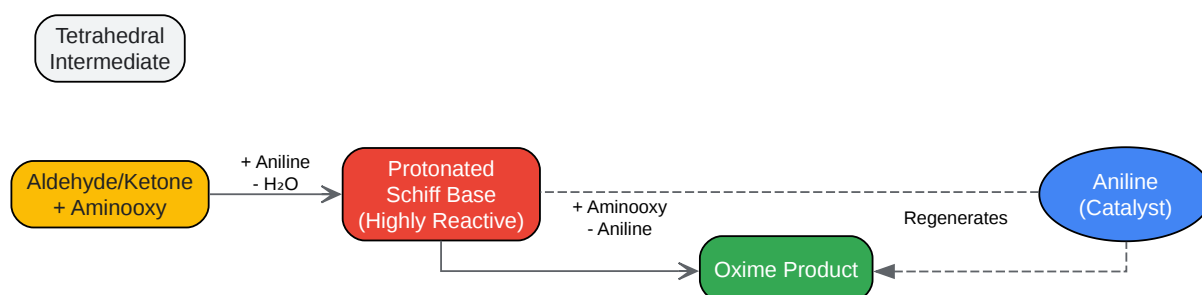 Tetrahedral
Intermediate
Aldehyde/Ketone
+ Aminooxy
+ Aniline
- H₂O
Protonated
Schiff Base
(Highly Reactive)
+ Aminooxy
- Aniline
Oxime Product
Regenerates
Aniline
(Catalyst)